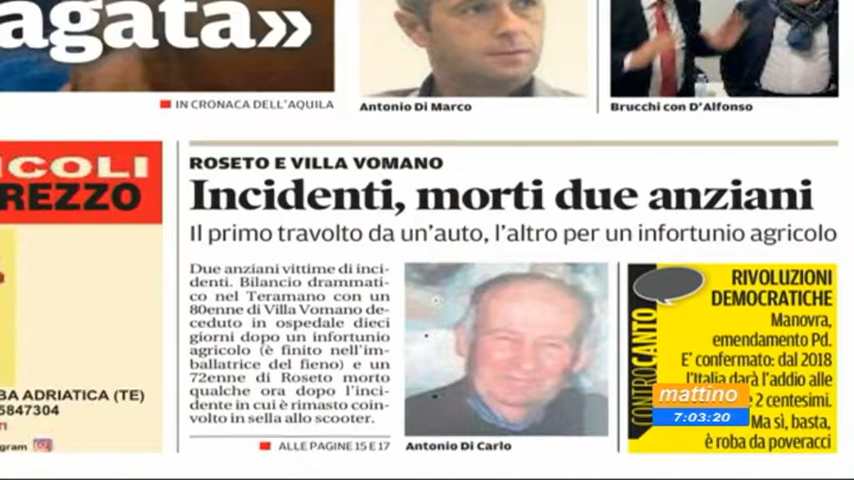 agata»
IN CRONACA DELL'AQUILA
Antonio Di Marco
Brucchi con D'Alfonso
ICOLI
REZZO
BA ADRIATICA (TE)
5847304
gram
ROSETO E VILLA VOMANO
Incidenti, morti due anziani
Il primo travolto da un'auto, l'altro per un infortunio agricolo
Due anziani vittime di inci-
denti. Bilancio drammati-
co nel Teramano con un
80enne di Villa Vomano de-
ceduto in ospedale dieci
giorni dopo un infortunio
agricolo (è finito nell'im-
ballatrice del fieno) e un
72enne di Roseto morto
qualche ora dopo l'inci-
dente in cui è rimasto coin-
volto in sella allo scooter.
ALLE PAGINE 15 E 17
Antonio Di Carlo
CONTROCANTO
RIVOLUZIONI
DEMOCRATICHE
Manovra,
emendamento Pd.
E' confermato: dal 2018
l'Italia darà l'addio alle
2 centesimi.
Ma sì, basta,
è roba da poveracci
mattino
7:03:20